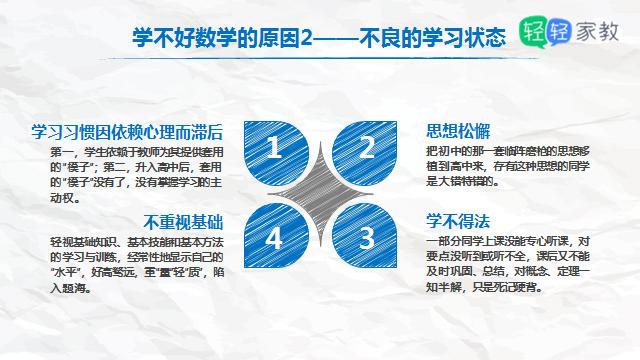 学不好数学的原因2——不良的学习状态
轻轻家教
学习习惯因依赖心理而滞后
第一，学生依赖于教师为其提供套用
的“模子”；第二，升入高中后，套用
的“模子”没有了，没有掌握学习的主
动权。
1
2
思想松懈
把初中的那一套临阵磨枪的思想移
植到高中来，存有这种思想的同学
是大错特错的。
不重视基础
轻视基础知识、基本技能和基本方法
的学习与训练，经常性地显示自己的
“水平”，好高骛远，重“量”轻“质”，陷
入题海。
4
3
学不得法
一部分同学上课没能专心听课，对
要点没听到或听不全，课后又不能
及时巩固、总结，对概念、定理一
知半解，只是死记硬背。